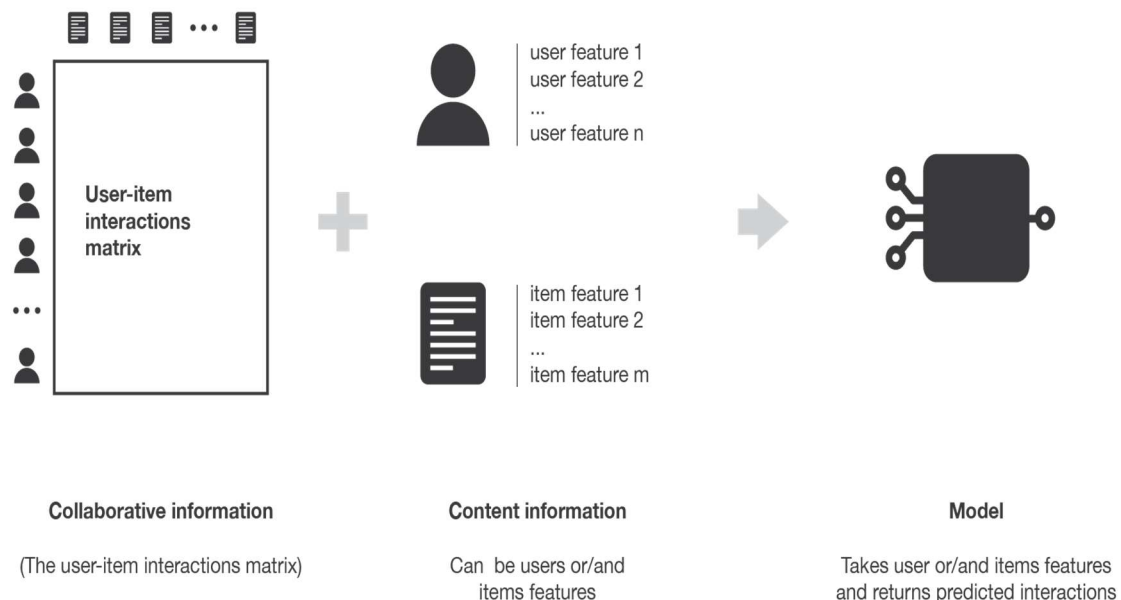 User-item
interactions
matrix
user feature 1
user feature 2
...
user feature n
item feature 1
item feature 2
...
item feature m
Collaborative information
(The user-item interactions matrix)
Content information
Can be users or/and
items features
Model
Takes user or/and items features
and returns predicted interactions